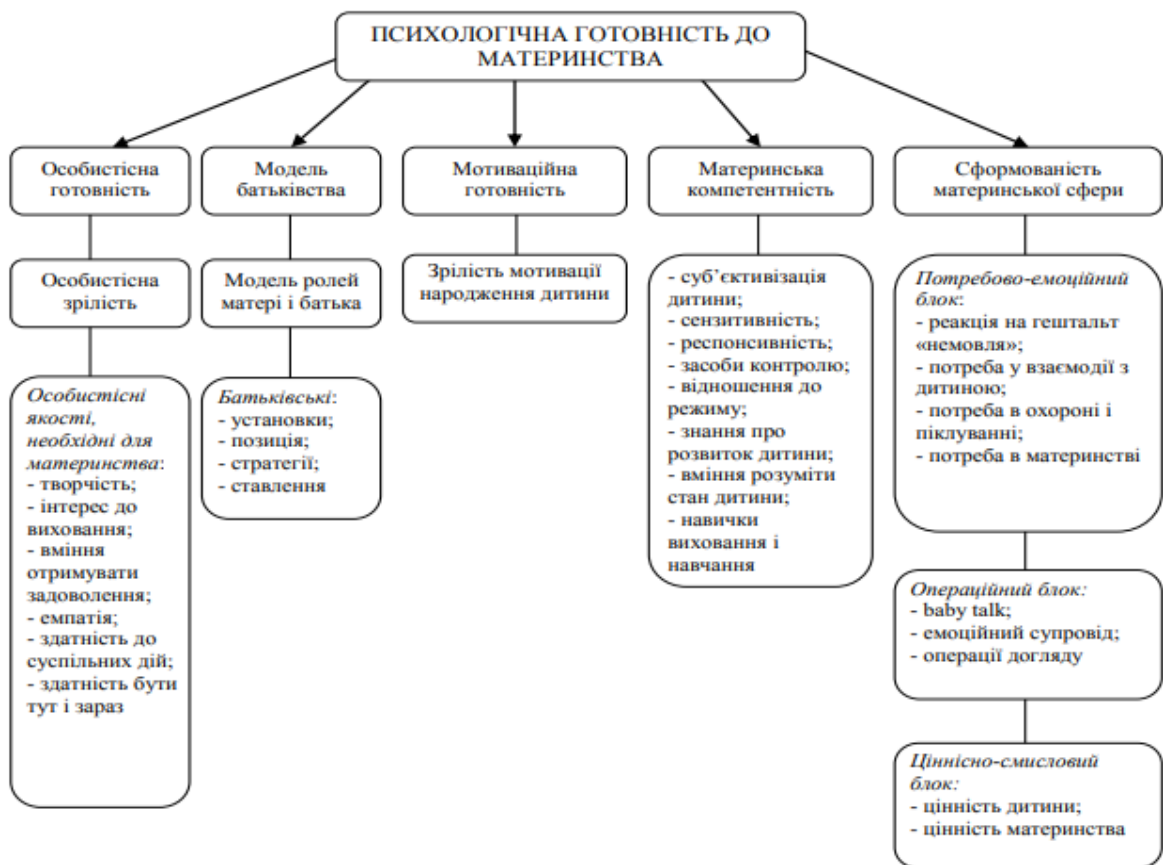 ПСИХОЛОГІЧНА ГОТОВНІСТЬ ДО
МАТЕРИНСТВА
Особистісна
готовність
Особистісна
зрілість
Особистісні
якості,
необхідні для
материнства:
- творчість;
- інтерес до
виховання;
- вміння
отримувати
задоволення;
- емпатія;
- здатність до
суспільних дій;
- здатність бути
тут і зараз
Модель
батьківства
Модель ролей
матері і батька
Батьківські:
- установки;
- позиція;
- стратегії;
- ставлення
Мотиваційна
готовність
Зрілість мотивації
народження дитини
Материнська
компетентність
- суб’єктивізація
дитини;
- сензитивність;
- респонсивність;
- засоби контролю;
- відношення до
режиму;
- знання про
розвиток дитини;
- вміння розуміти
стан дитини;
- навички
виховання і
навчання
Сформованість
материнської сфери
Потребово-емоційний
блок:
- реакція на гештальт
«немовля»;
- потреба у взаємодії з
дитиною;
- потреба в охороні і
піклуванні;
- потреба в материнстві
Операційний блок:
- baby talk;
- емоційний супровід;
- операції догляду
Ціннісно-смисловий
блок:
- цінність дитини;
- цінність материнства